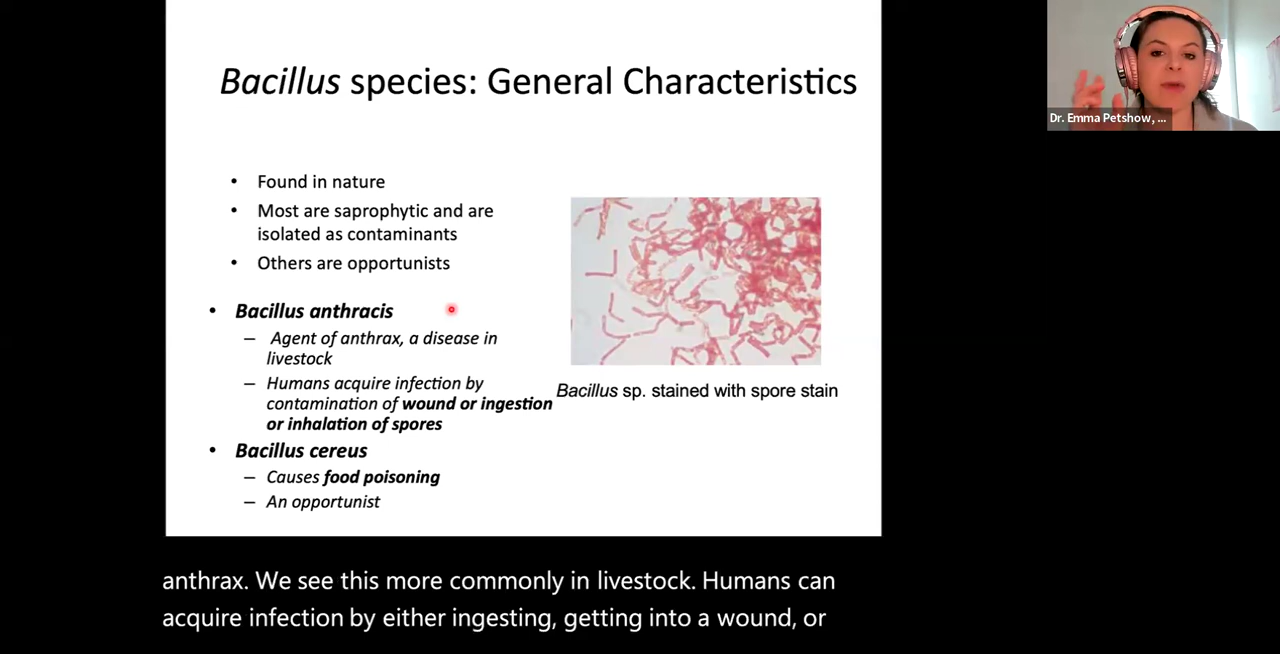 Bacillus species: General Characteristics
Dr. Emma Petshow, ...
• Found in nature
• Most are saprophytic and are
isolated as contaminants
• Others are opportunists
• Bacillus anthracis
– Agent of anthrax, a disease in
livestock
– Humans acquire infection by
contamination of wound or ingestion
or inhalation of spores
• Bacillus cereus
– Causes food poisoning
– An opportunist
Bacillus sp. stained with spore stain
anthrax. We see this more commonly in livestock. Humans can
acquire infection by either ingesting, getting into a wound, or